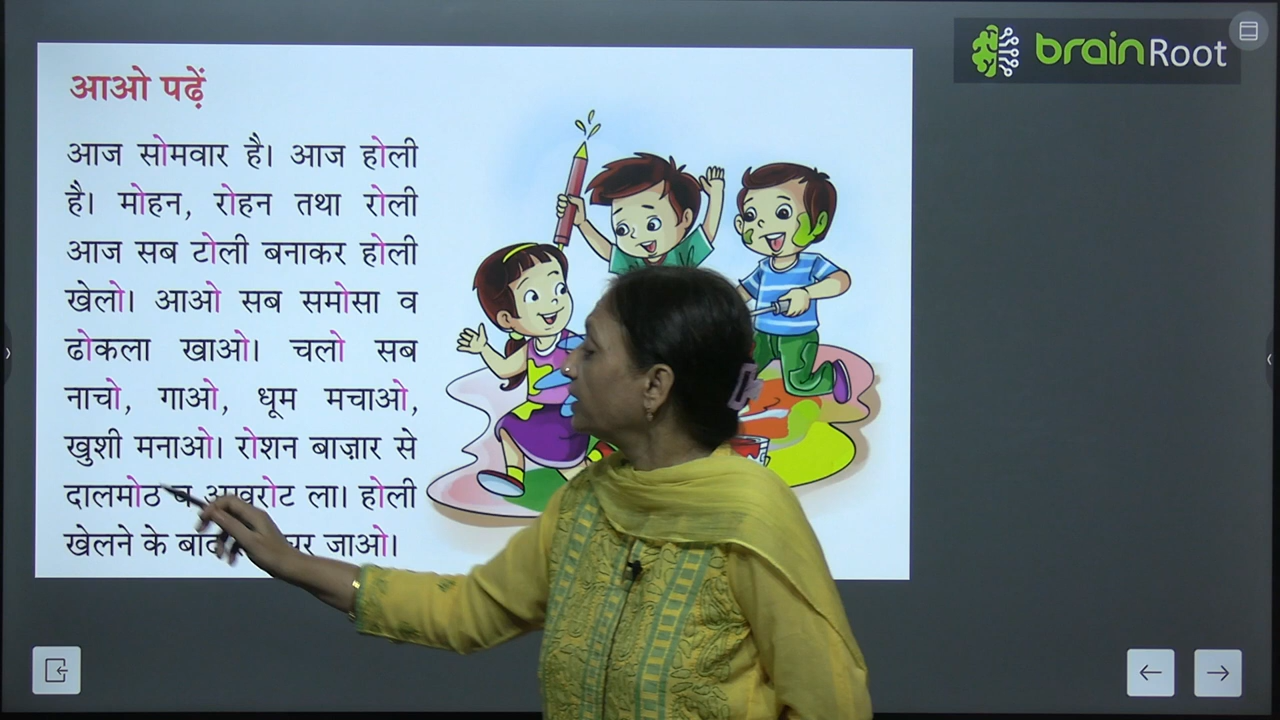 brainRoot
आओ पढ़ें
आज सोमवार है। आज होली
है। मोहन, रोहन तथा रोली
आज सब टोली बनाकर होली
खेलो। आओ सब समोसा व
ढोकला खाओ। चलो सब
नाचो, गाओ, धूम मचाओ,
खुशी मनाओ। रोशन बाज़ार से
दालमोठ व अखरोट ला। होली
खेलने के बाद घर जाओ।